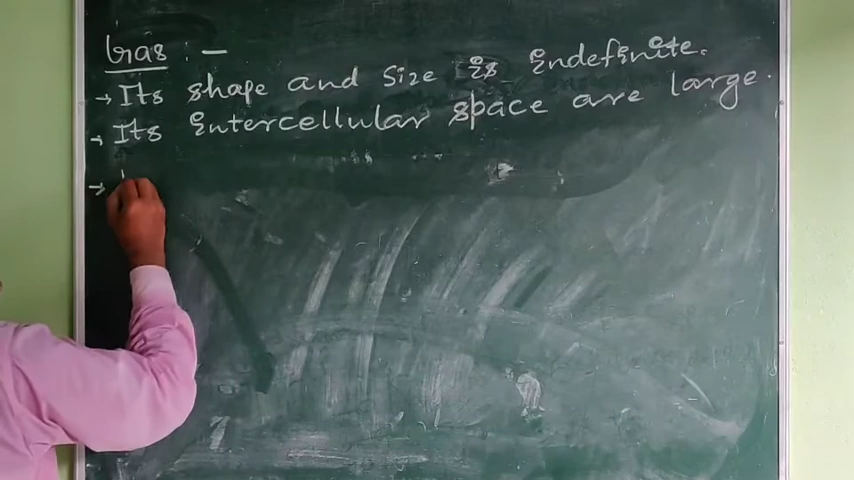 Gas : —
→ Its shape and size is indefinite.
→ Its intercellular space are large.
→